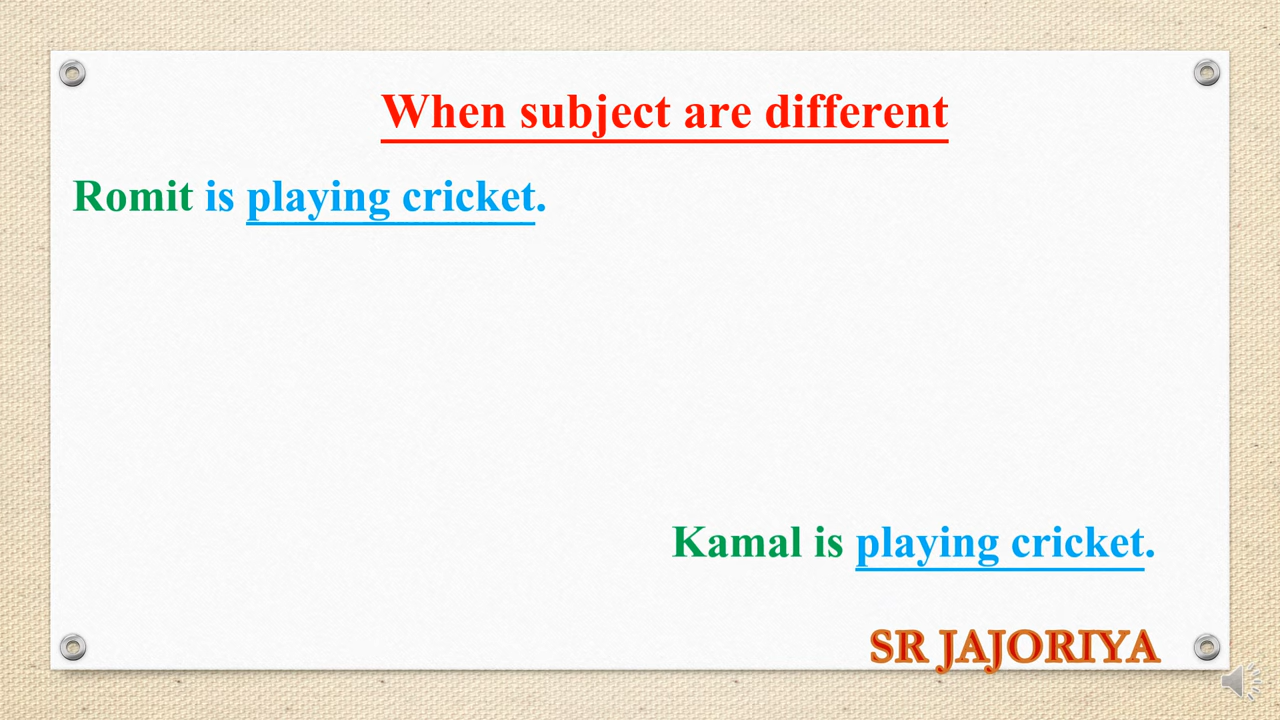 When subject are different
Romit is playing cricket.
Kamal is playing cricket.
SR JAJORIYA